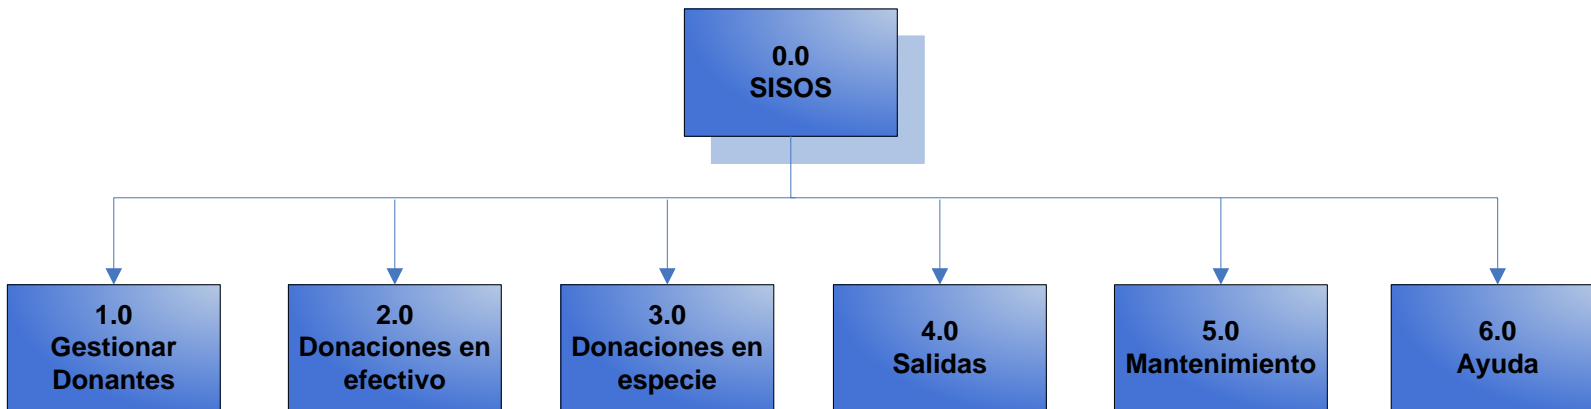 0.0
SISOS
1.0
Gestionar
Donantes
2.0
Donaciones en
efectivo
3.0
Donaciones en
especie
4.0
Salidas
5.0
Mantenimiento
6.0
Ayuda